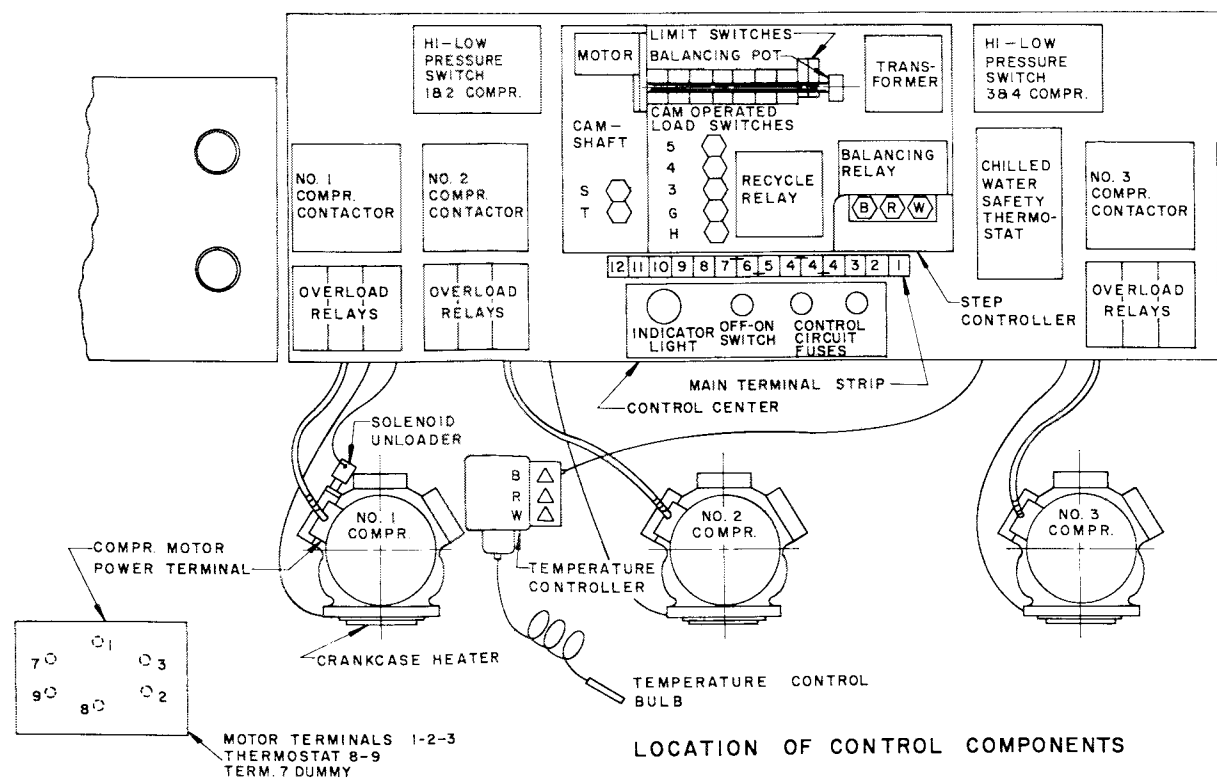 HI-LOW
PRESSURE
SWITCH
1&2 COMPR.
MOTOR
LIMIT SWITCHES
BALANCING POT
TRANS-
FORMER
HI-LOW
PRESSURE
SWITCH
3&4 COMPR.
CAM OPERATED
LOAD SWITCHES
CAM-
SHAFT
5
4
3
G
H
S
T
RECYCLE
RELAY
BALANCING
RELAY
B R W
CHILLED
WATER
SAFETY
THERMO-
STAT
NO. 1
COMPR.
CONTACTOR
NO. 2
COMPR.
CONTACTOR
NO. 3
COMPR.
CONTACTOR
12 11 10 9 8 7 6 5 4 4 4 3 2 1
OVERLOAD
RELAYS
OVERLOAD
RELAYS
INDICATOR
LIGHT
OFF-ON
SWITCH
CONTROL
CIRCUIT
FUSES
STEP
CONTROLLER
OVERLOAD
RELAYS
MAIN TERMINAL STRIP
CONTROL CENTER
SOLENOID
UNLOADER
B
R
W
NO. 1
COMPR.
NO. 2
COMPR.
NO. 3
COMPR.
COMPR. MOTOR
POWER TERMINAL
TEMPERATURE
CONTROLLER
CRANKCASE HEATER
TEMPERATURE CONTROL
BULB
1
7
3
9
2
8
MOTOR TERMINALS 1-2-3
THERMOSTAT 8-9
TERM. 7 DUMMY
LOCATION OF CONTROL COMPONENTS